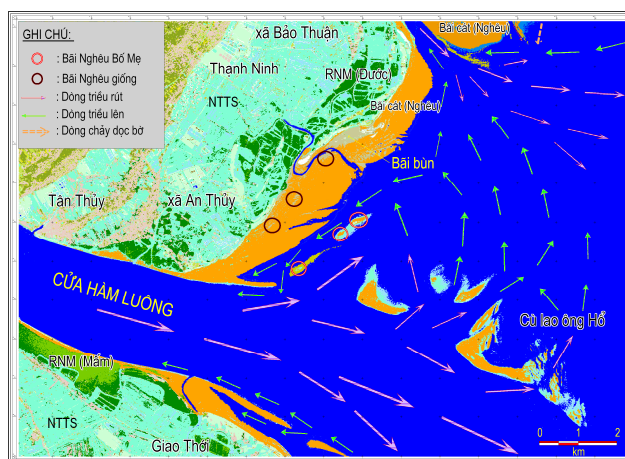 GHI CHÚ:
: Bãi Nghêu Bố Mẹ
: Bãi Nghêu giống
: Dòng triều rút
: Dòng triều lên
: Dòng chảy dọc bờ
xã Bảo Thuận
Bãi cát (Nghêu)
Thạnh Ninh
RNM (Đước)
NTTS
Bãi cát (Nghêu)
Bãi bùn
Tân Thủy
xã An Thủy
CỬA HÀM LUÔNG
Cù lao ông Hổ
RNM (Mắm)
NTTS
Giao Thới
0 1 2
km